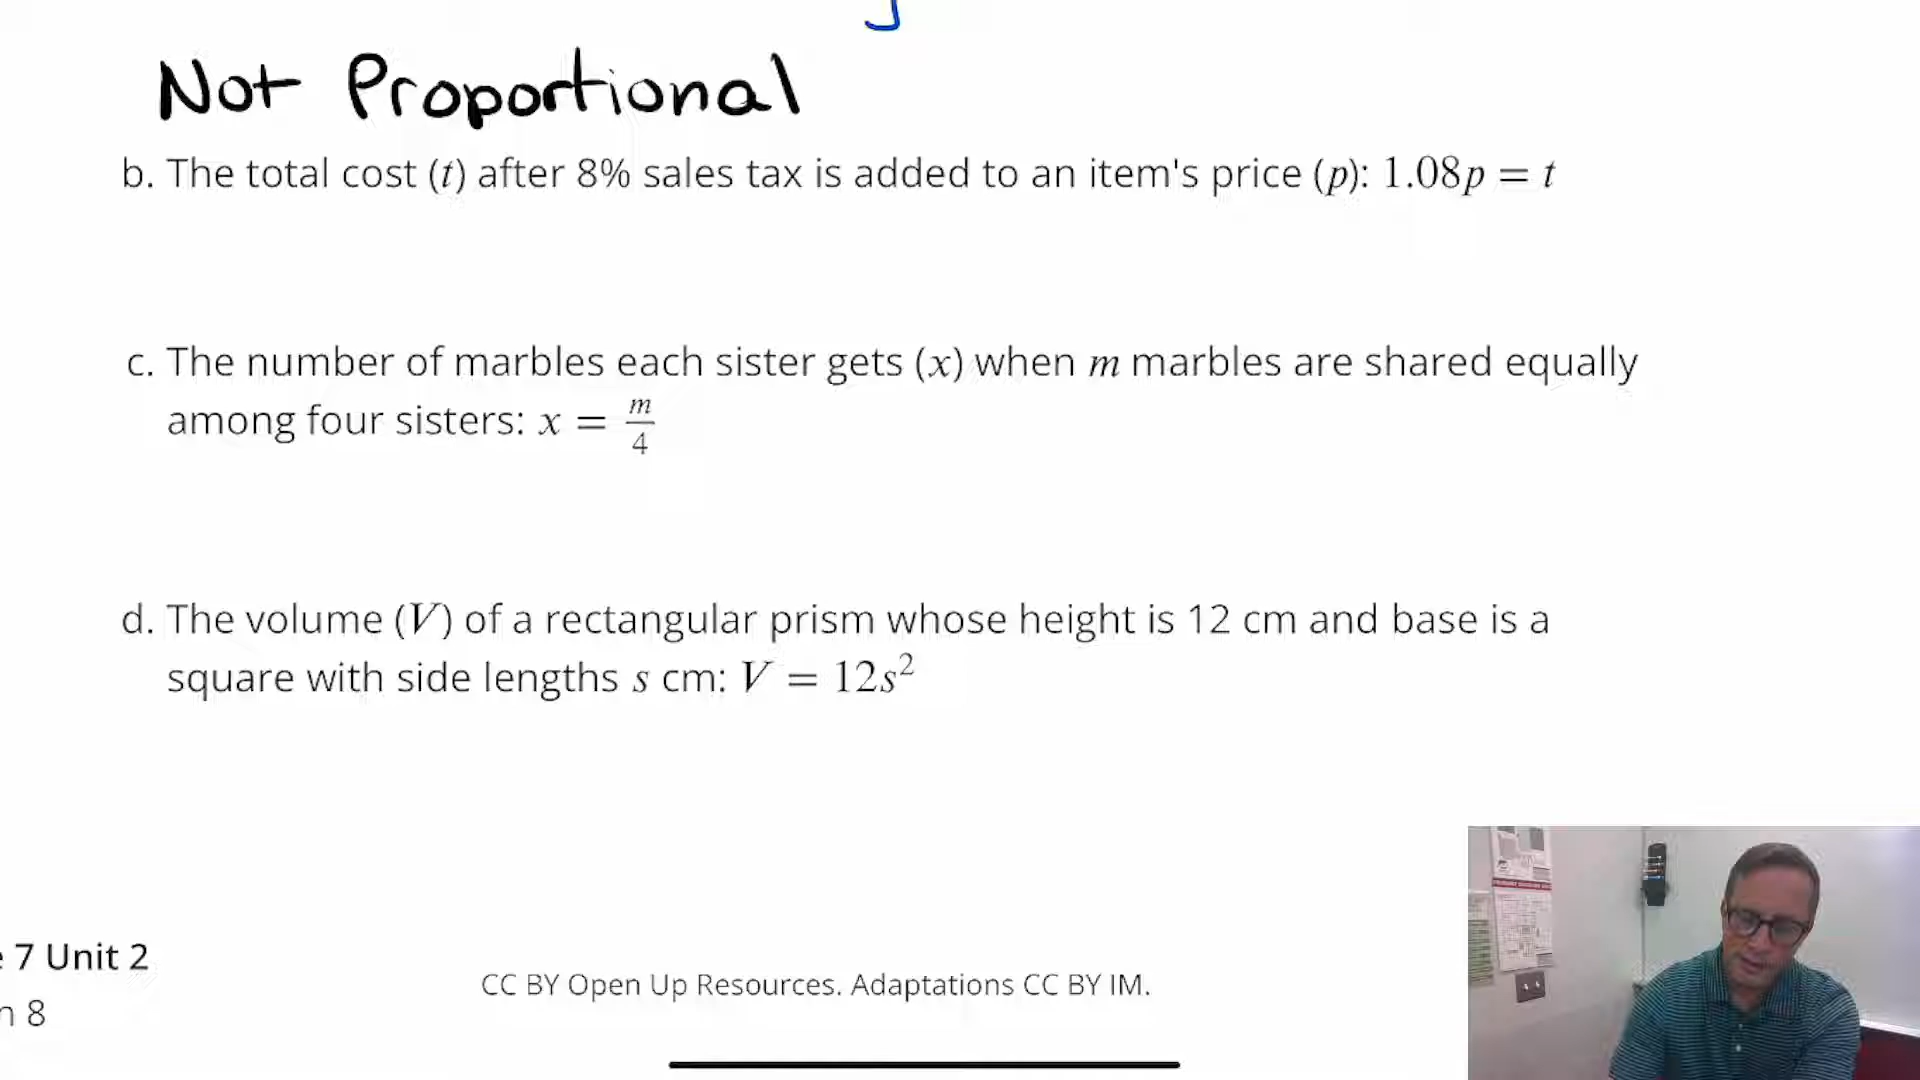 Not Proportional
b. The total cost (t) after 8% sales tax is added to an item's price (p): 1.08p = t
c. The number of marbles each sister gets (x) when m marbles are shared equally
among four sisters: x = m/4
d. The volume (V) of a rectangular prism whose height is 12 cm and base is a
square with side lengths s cm: V = 12s²
7 Unit 2
8
CC BY Open Up Resources. Adaptations CC BY IM.